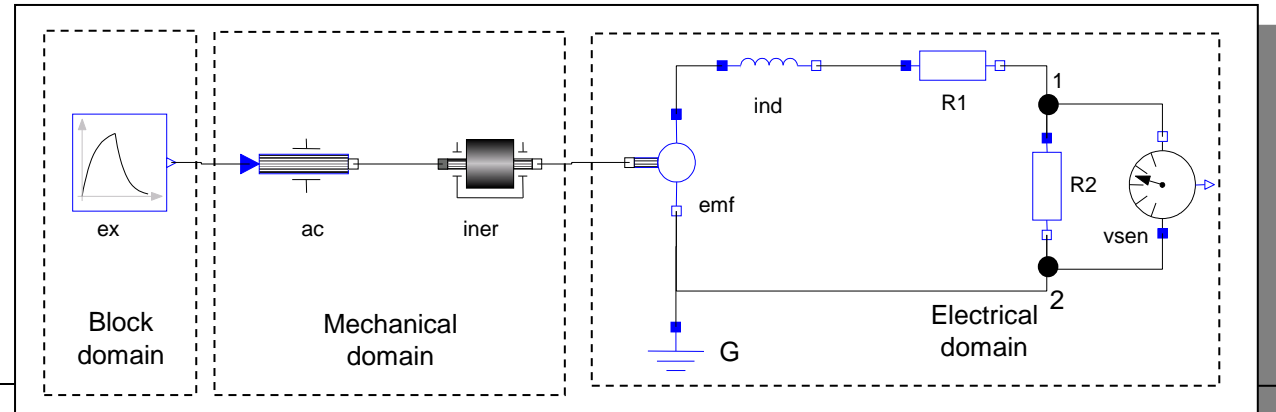 ex
ac
iner
emf
ind
R1
1
R2
vsen
2
G
Block
domain
Mechanical
domain
Electrical
domain